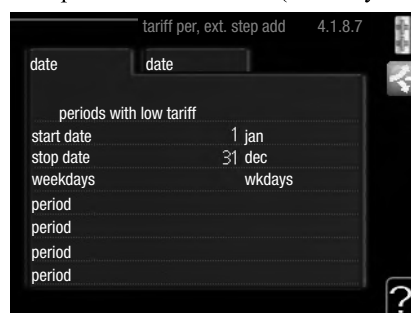 tariff per, ext. step add 4.1.8.7
date date
periods with low tariff
start date 1 jan
stop date 31 dec
weekdays wkdays
period
period
period
period
?